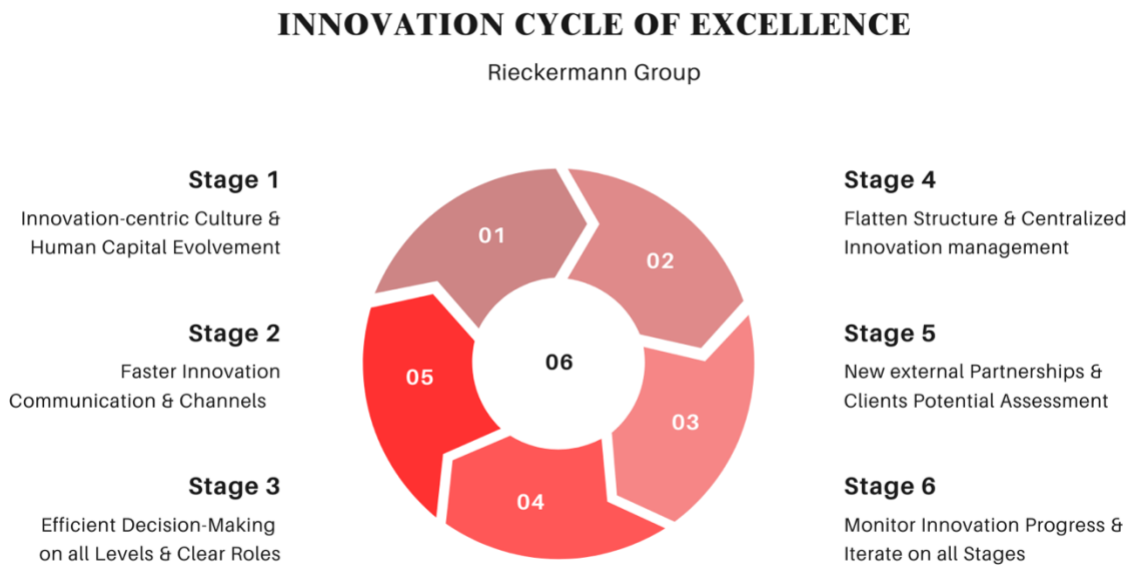 INNOVATION CYCLE OF EXCELLENCE
Rieckermann Group
Stage 1
Innovation-centric Culture &
Human Capital Evolvement
Stage 2
Faster Innovation
Communication & Channels
Stage 3
Efficient Decision-Making
on all Levels & Clear Roles
01
02
03
04
05
06
Stage 4
Flatten Structure & Centralized
Innovation management
Stage 5
New external Partnerships &
Clients Potential Assessment
Stage 6
Monitor Innovation Progress &
Iterate on all Stages